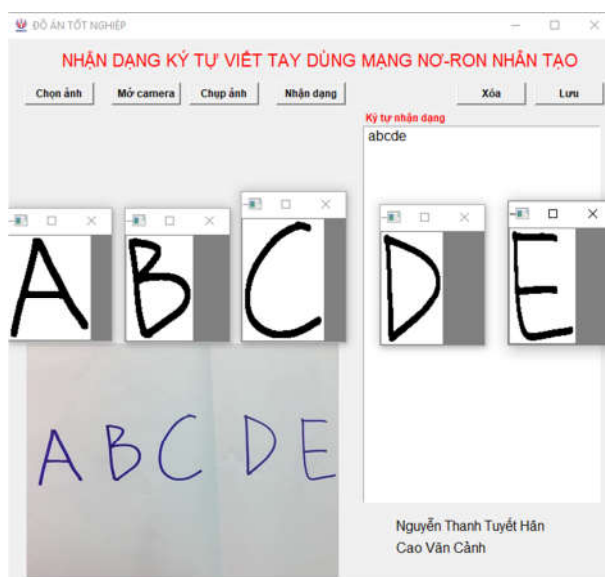 ĐỒ ÁN TỐT NGHIỆP
NHẬN DẠNG KÝ TỰ VIẾT TAY DÙNG MẠNG NƠ-RON NHÂN TẠO
Chọn ảnh Mở camera Chụp ảnh Nhận dạng Xóa Lưu
Ký tự nhận dạng
abcde
A B C D E
A B C D E
Nguyễn Thanh Tuyết Hân
Cao Văn Cảnh